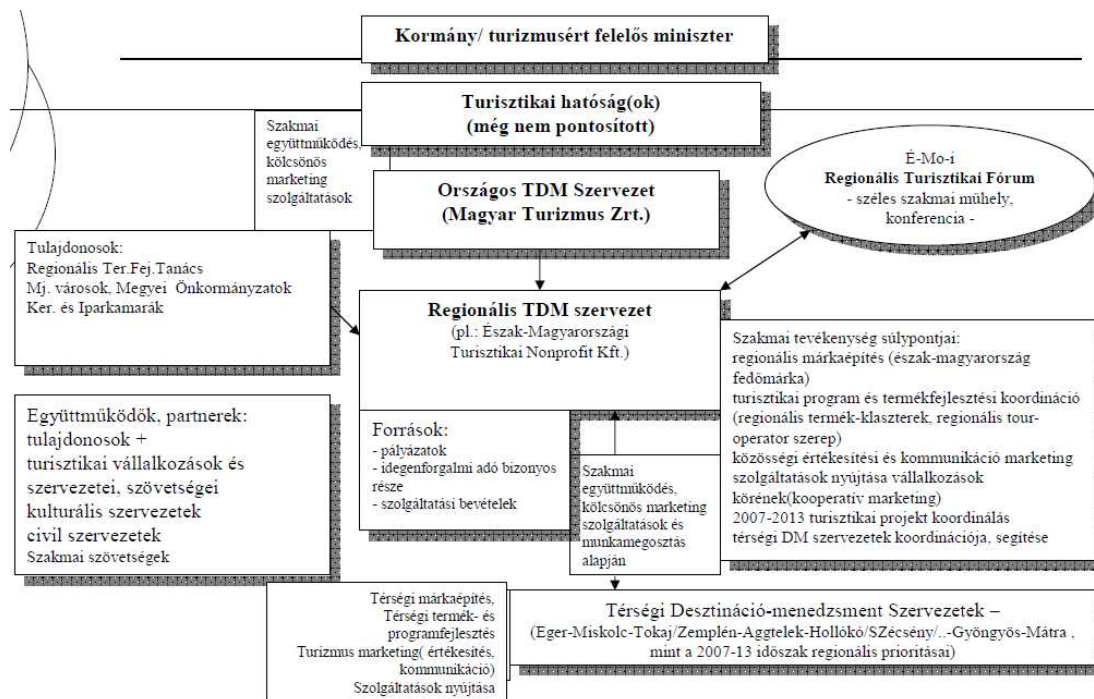 Kormány/ turizmusért felelős miniszter
Turisztikai hatóság(ok)
(még nem pontosított)
Szakmai
együttműködés,
kölcsönös
marketing
szolgáltatások
Országos TDM Szervezet
(Magyar Turizmus Zrt.)
É-Mo-i
Regionális Turisztikai Fórum
- széles szakmai műhely,
konferencia -
Tulajdonosok:
Regionális Ter.Fej.Tanács
Mj. városok, Megyei Önkormányzatok
Ker. és Iparkamarák
Regionális TDM szervezet
(pl.: Észak-Magyarországi
Turisztikai Nonprofit Kft.)
Szakmai tevékenység súlypontjai:
regionális márkaépítés (észak-magyarország
fedőmárka)
turisztikai program és termékfejlesztési koordináció
(regionális termék-klaszterek, regionális tour-
operator szerep)
közösségi értékesítési és kommunikáció marketing
szolgáltatások nyújtása vállalkozások
körének(kooperatív marketing)
2007-2013 turisztikai projekt koordinálás
térségi DM szervezetek koordinációja, segítése
Együttműködők, partnerek:
tulajdonosok +
turisztikai vállalkozások és
szervezetei, szövetségei
kulturális szervezetek
civil szervezetek
Szakmai szövetségek
Források:
- pályázatok
- idegenforgalmi adó bizonyos
része
- szolgáltatási bevételek
Szakmai
együttműködés,
kölcsönös marketing
szolgáltatások és
munkamegosztás
alapján
Térségi márkaépítés,
Térségi termék- és
programfejlesztés
Turizmus marketing( értékesítés,
kommunikáció)
Szolgáltatások nyújtása
Térségi Desztináció-menedzsment Szervezetek –
(Eger-Miskolc-Tokaj/Zemplén-Aggtelek-Hollókó/SZécsény/..-Gyöngyös-Mátra ,
mint a 2007-13 időszak regionális prioritásai)